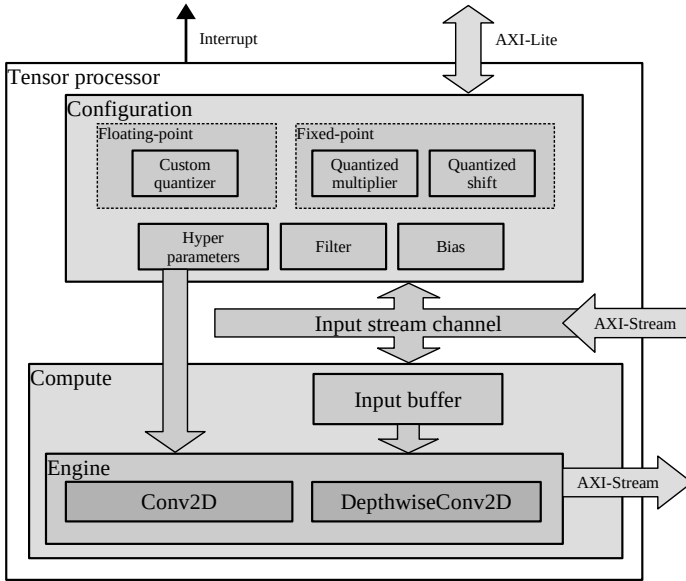 Interrupt
AXI-Lite
Tensor processor
Configuration
Floating-point
Fixed-point
Custom
quantizer
Quantized
multiplier
Quantized
shift
Hyper
parameters
Filter
Bias
Input stream channel
AXI-Stream
Compute
Input buffer
Engine
AXI-Stream
Conv2D
DepthwiseConv2D